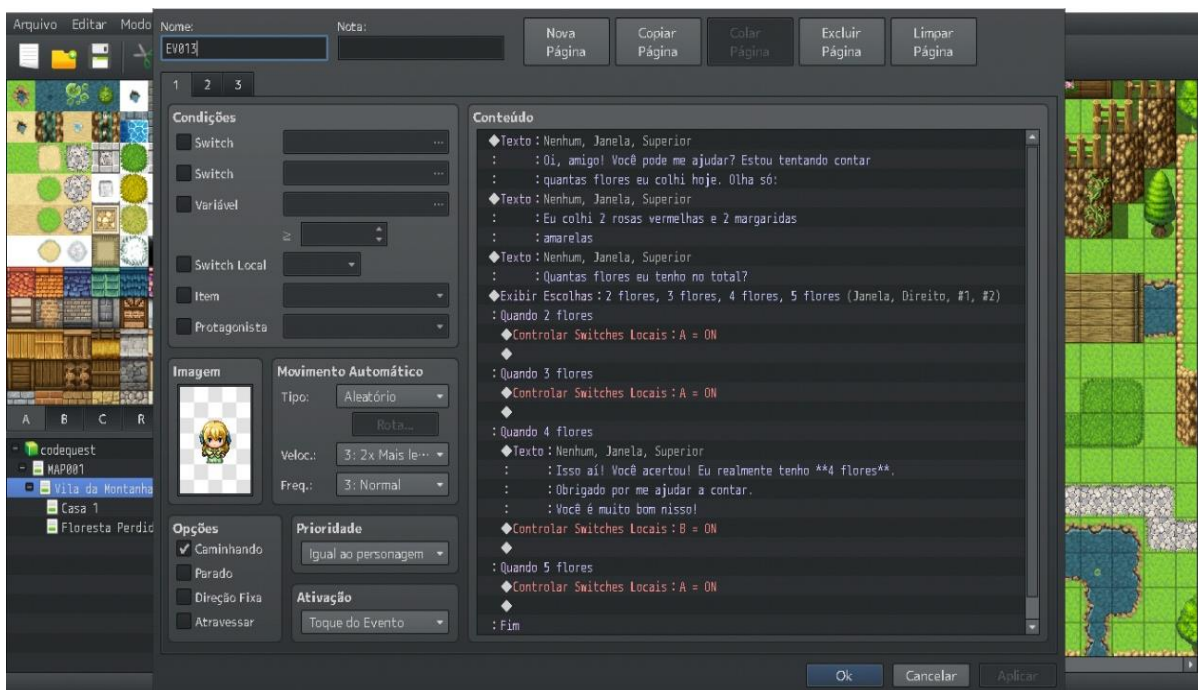 Arquivo Editar Modo
Nome:
Nota:
EV013
Nova Página
Copiar Página
Colar Página
Excluir Página
Limpar Página
1 2 3
Condições
Switch ...
Switch ...
Variável ...
≥
Switch Local
Item
Protagonista
Imagem
Movimento Automático
Tipo: Aleatório
Rota...
Veloc.: 3: 2x Mais le...
Freq.: 3: Normal
Opções
Caminhando
Parado
Direção Fixa
Atravessar
Prioridade
Igual ao personagem
Ativação
Toque do Evento
Conteúdo
◆Texto : Nenhum, Janela, Superior
: : Oi, amigo! Você pode me ajudar? Estou tentando contar
: : quantas flores eu colhi hoje. Olha só:
◆Texto : Nenhum, Janela, Superior
: : Eu colhi 2 rosas vermelhas e 2 margaridas
: : amarelas
◆Texto : Nenhum, Janela, Superior
: : Quantas flores eu tenho no total?
◆Exibir Escolhas : 2 flores, 3 flores, 4 flores, 5 flores (Janela, Direito, #1, #2)
: Quando 2 flores
◆Controlar Switches Locais : A = ON
◆
: Quando 3 flores
◆Controlar Switches Locais : A = ON
◆
: Quando 4 flores
◆Texto : Nenhum, Janela, Superior
: : Isso aí! Você acertou! Eu realmente tenho **4 flores**.
: : Obrigado por me ajudar a contar.
: : Você é muito bom nisso!
◆Controlar Switches Locais : B = ON
◆
: Quando 5 flores
◆Controlar Switches Locais : A = ON
◆
: Fim
A B C R
codequest
MAP001
Vila da Montanha
Casa 1
Floresta Perdid
Ok
Cancelar
Aplicar